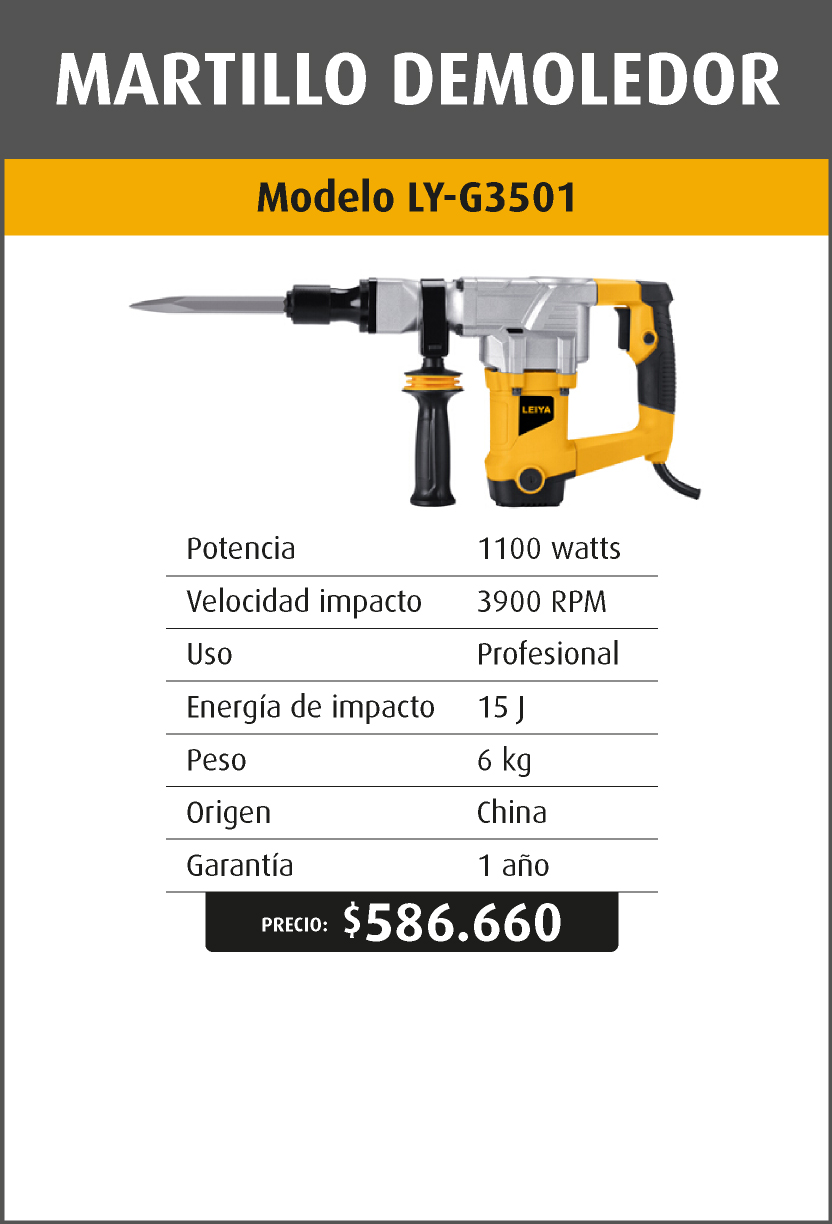 MARTILLO DEMOLEDOR
Modelo LY-G3501
LEIYA
Potencia 1100 watts
Velocidad impacto 3900 RPM
Uso Profesional
Energía de impacto 15 J
Peso 6 kg
Origen China
Garantía 1 año
PRECIO: $586.660